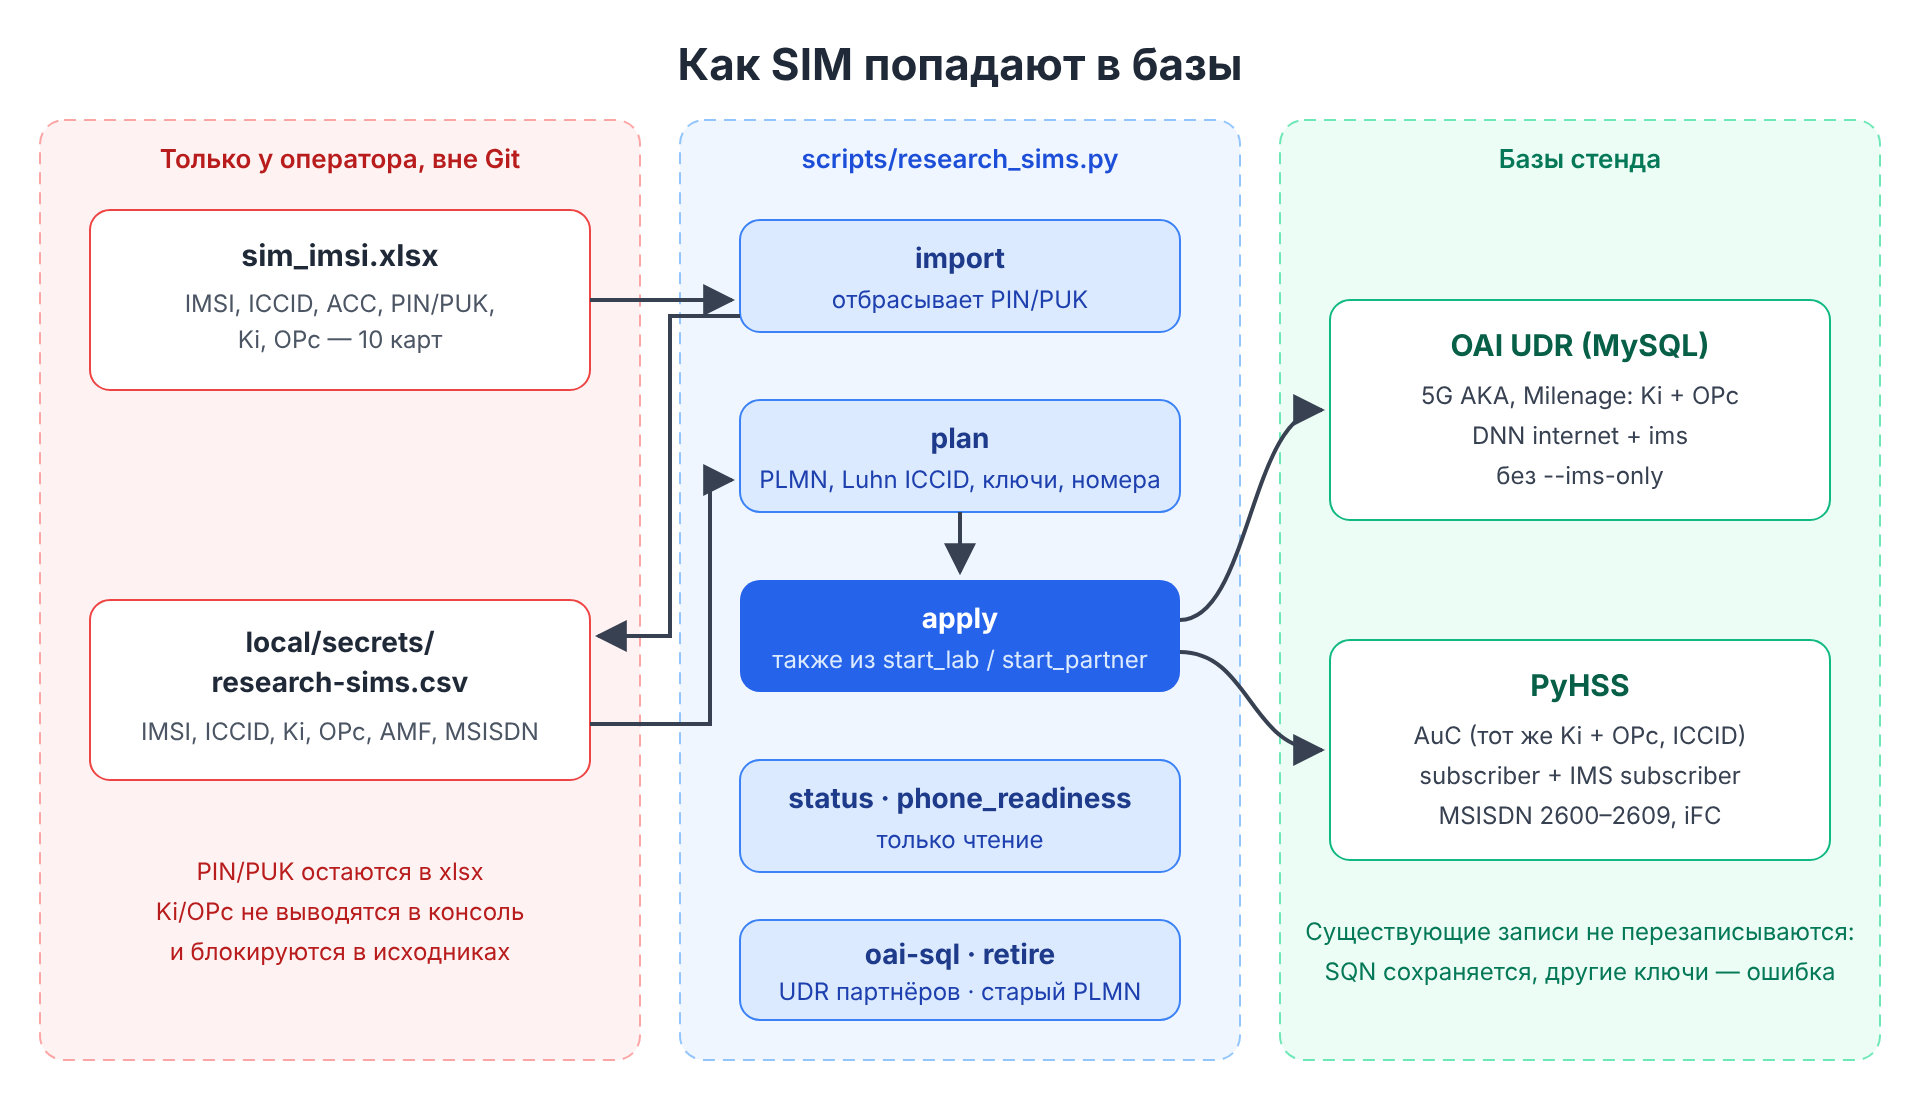 Как SIM попадают в базы
Только у оператора, вне Git
sim_imsi.xlsx
IMSI, ICCID, ACC, PIN/PUK,
Ki, OPc — 10 карт
local/secrets/
research-sims.csv
IMSI, ICCID, Ki, OPc, AMF, MSISDN
PIN/PUK остаются в xlsx
Ki/OPc не выводятся в консоль
и блокируются в исходниках
scripts/research_sims.py
import
отбрасывает PIN/PUK
plan
PLMN, Luhn ICCID, ключи, номера
apply
также из start_lab / start_partner
status · phone_readiness
только чтение
oai-sql · retire
UDR партнёров · старый PLMN
Базы стенда
OAI UDR (MySQL)
5G AKA, Milenage: Ki + OPc
DNN internet + ims
без --ims-only
PyHSS
AuC (тот же Ki + OPc, ICCID)
subscriber + IMS subscriber
MSISDN 2600–2609, iFC
Существующие записи не перезаписываются:
SQN сохраняется, другие ключи — ошибка